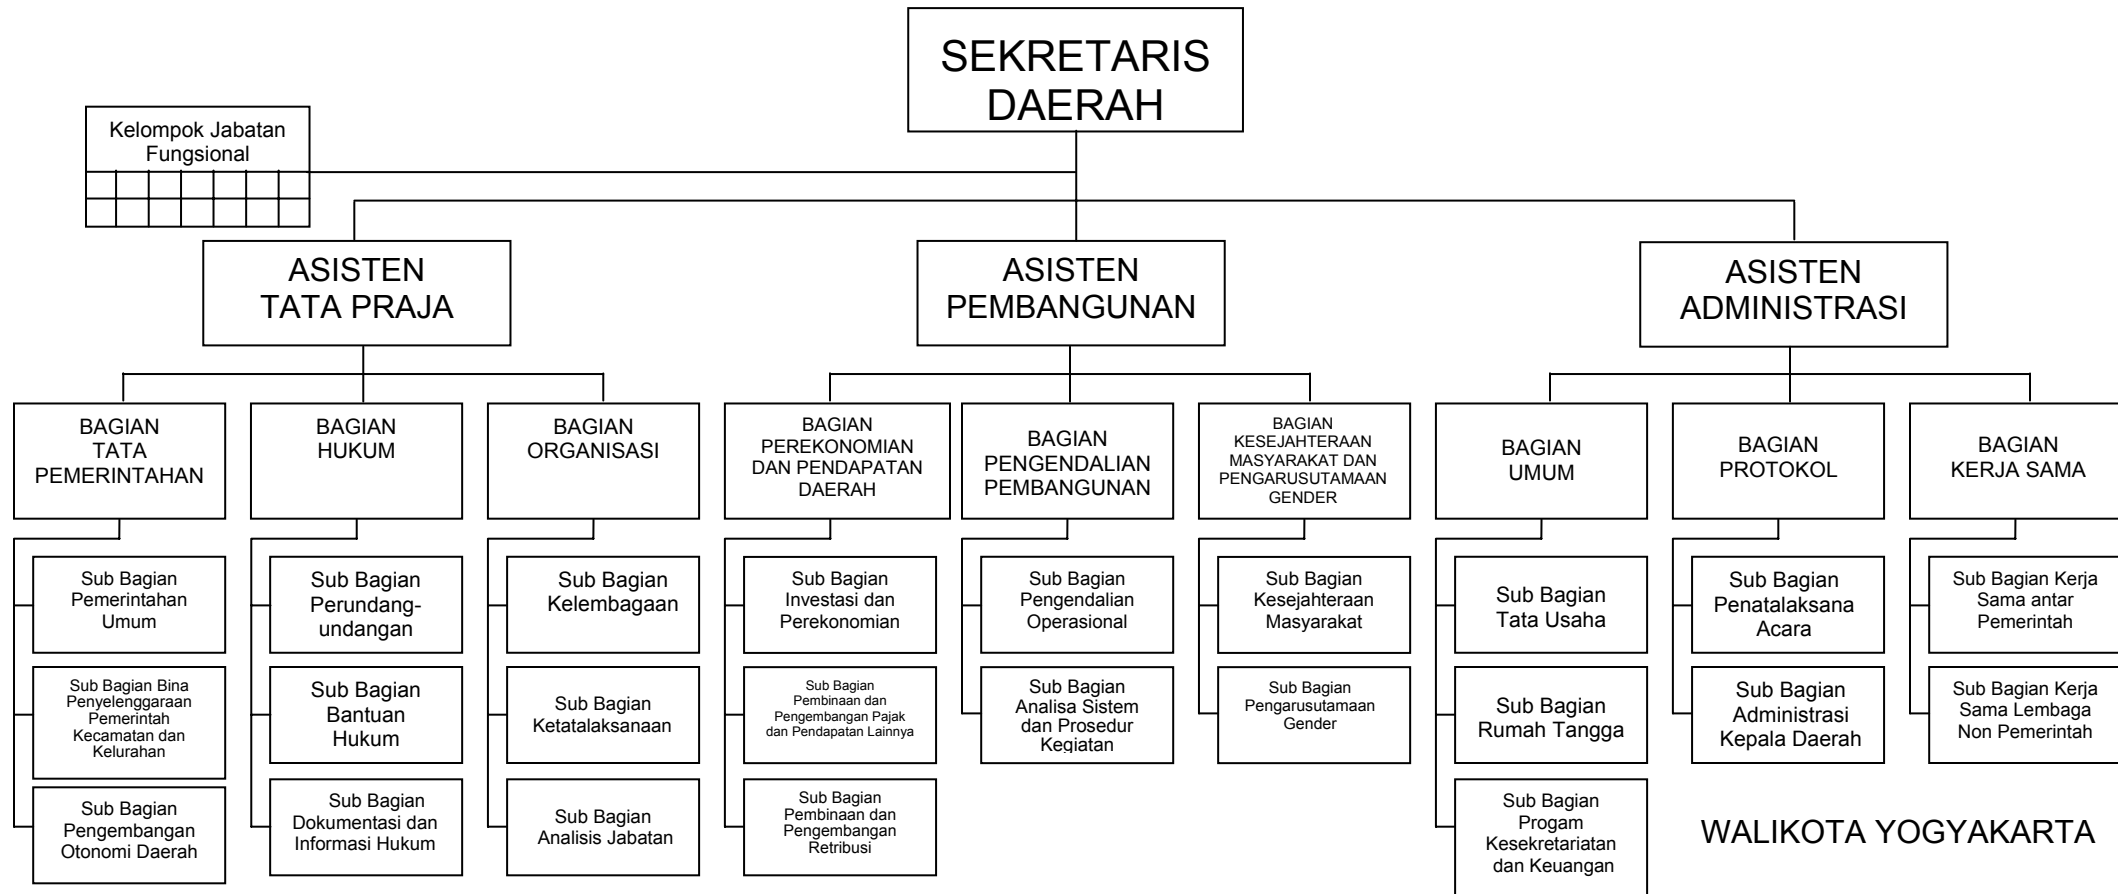 SEKRETARIS
DAERAH
Kelompok Jabatan
Fungsional
ASISTEN
TATA PRAJA
ASISTEN
PEMBANGUNAN
ASISTEN
ADMINISTRASI
BAGIAN
TATA
PEMERINTAHAN
BAGIAN
HUKUM
BAGIAN
ORGANISASI
BAGIAN
PEREKONOMIAN
DAN PENDAPATAN
DAERAH
BAGIAN
PENGENDALIAN
PEMBANGUNAN
BAGIAN
KESEJAHTERAAN
MASYARAKAT DAN
PENGARUSUTAMAAN
GENDER
BAGIAN
UMUM
BAGIAN
PROTOKOL
BAGIAN
KERJA SAMA
Sub Bagian
Pemerintahan
Umum
Sub Bagian
Perundang-
undangan
Sub Bagian
Kelembagaan
Sub Bagian
Investasi dan
Perekonomian
Sub Bagian
Pengendalian
Operasional
Sub Bagian
Kesejahteraan
Masyarakat
Sub Bagian
Tata Usaha
Sub Bagian
Penatalaksana
Acara
Sub Bagian Kerja
Sama antar
Pemerintah
Sub Bagian Bina
Penyelenggaraan
Pemerintah
Kecamatan dan
Kelurahan
Sub Bagian
Bantuan
Hukum
Sub Bagian
Ketatalaksanaan
Sub Bagian
Pembinaan dan
Pengembangan Pajak
dan Pendapatan Lainnya
Sub Bagian
Analisa Sistem
dan Prosedur
Kegiatan
Sub Bagian
Pengarusutamaan
Gender
Sub Bagian
Rumah Tangga
Sub Bagian
Administrasi
Kepala Daerah
Sub Bagian Kerja
Sama Lembaga
Non Pemerintah
Sub Bagian
Pengembangan
Otonomi Daerah
Sub Bagian
Dokumentasi dan
Informasi Hukum
Sub Bagian
Analisis Jabatan
Sub Bagian
Pembinaan dan
Pengembangan
Retribusi
Sub Bagian
Progam
Kesekretariatan
dan Keuangan
WALIKOTA YOGYAKARTA